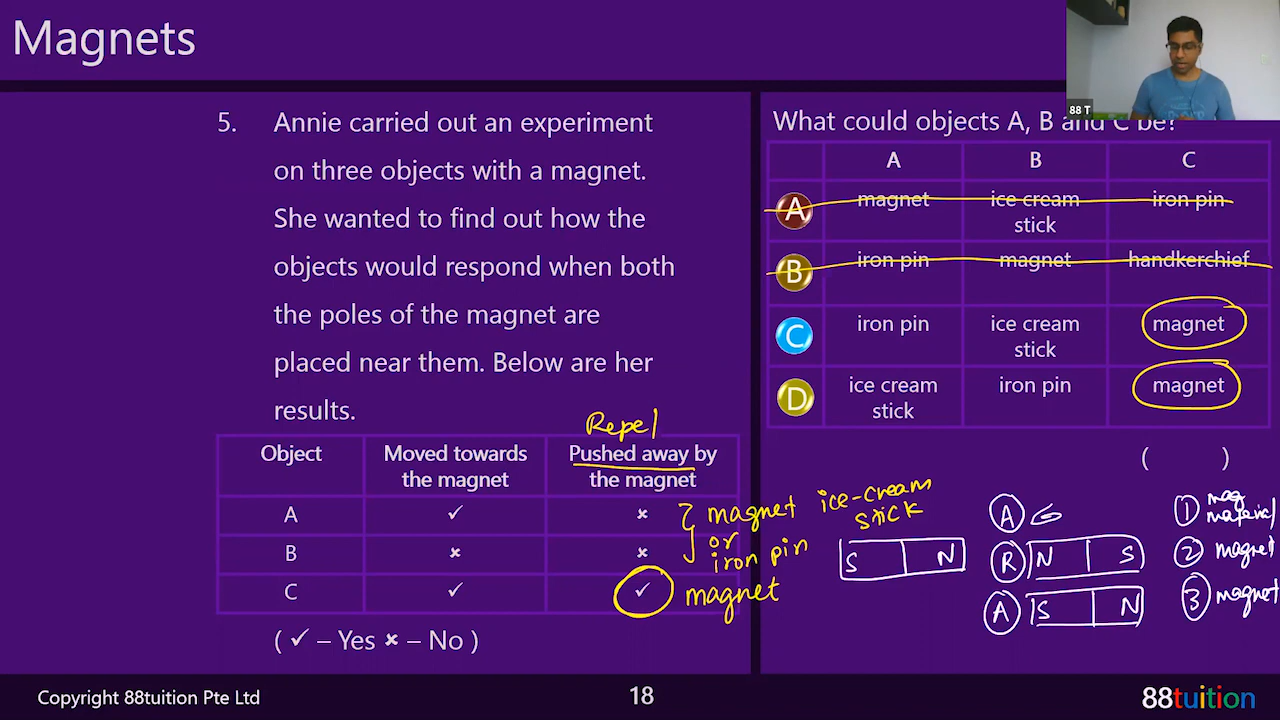 Magnets
88 T
5. Annie carried out an experiment
on three objects with a magnet.
She wanted to find out how the
objects would respond when both
the poles of the magnet are
placed near them. Below are her
results.
Repel
Object Moved towards the magnet Pushed away by the magnet
A ✓ ×
B × ×
C ✓ ✓
( ✓ – Yes × – No )
magnet
or
iron pin
magnet
What could objects A, B and C be?
A B C
A magnet ice cream stick iron pin
B iron pin magnet handkerchief
C iron pin ice cream stick magnet
D ice cream stick iron pin magnet
( )
ice-cream
stick
S N
A
R N S
A S N
1 mag
material
2 magnet
3 magnet
Copyright 88tuition Pte Ltd
18
88tuition